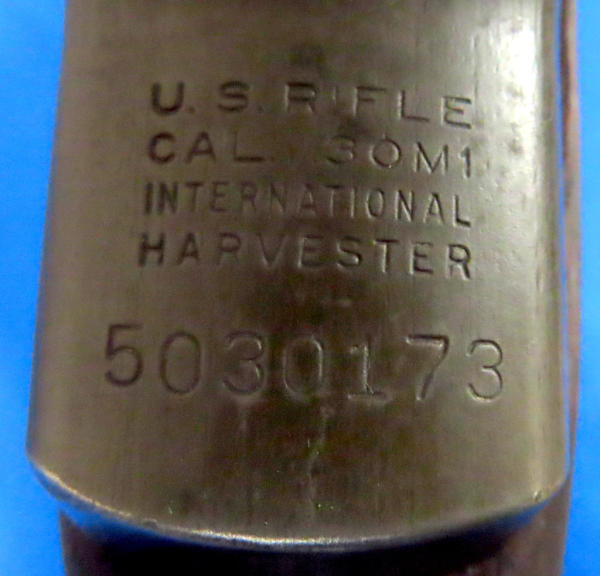 U. S. RIFLE
CAL. 30M1
INTERNATIONAL
HARVESTER
5030173